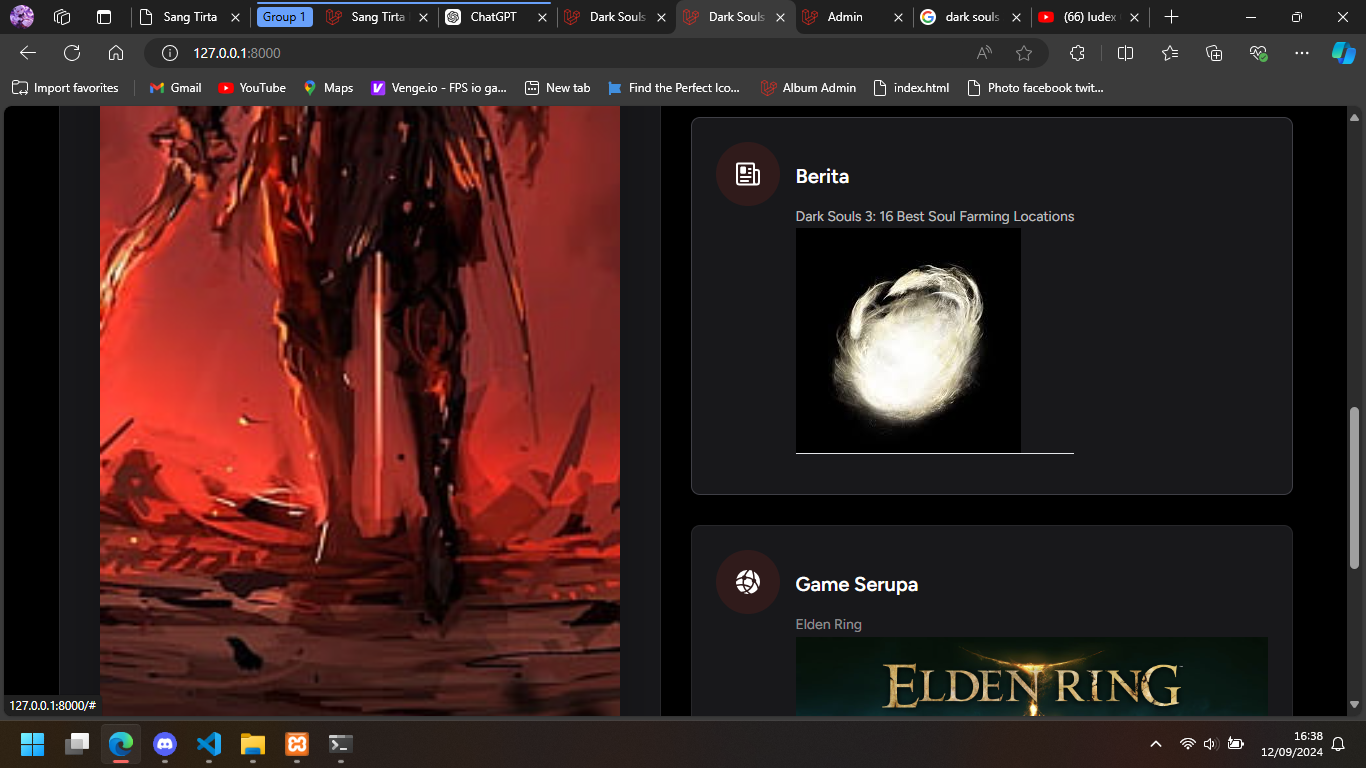 Sang Tirta
Group 1
Sang Tirta
ChatGPT
Dark Souls
Dark Souls
Admin
dark souls
(66) Iudex
127.0.0.1:8000
Import favorites
Gmail
YouTube
Maps
Venge.io - FPS io ga...
New tab
Find the Perfect Ico...
Album Admin
index.html
Photo facebook twit...
Berita
Dark Souls 3: 16 Best Soul Farming Locations
Game Serupa
Elden Ring
ELDEN RING
127.0.0.1:8000/#
16:38
12/09/2024